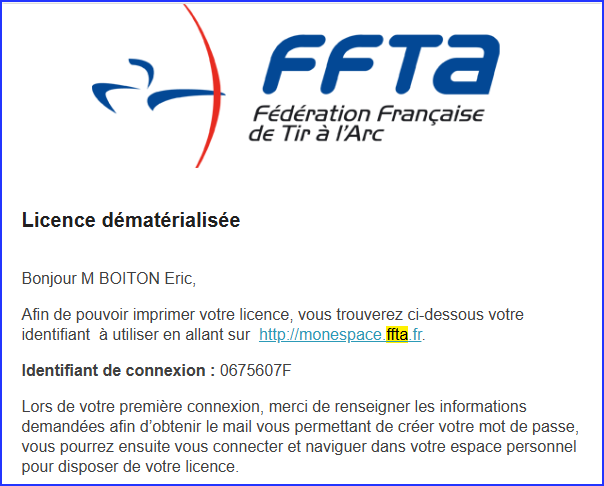 FFTA
Fédération Française
de Tir à l'Arc
Licence dématérialisée
Bonjour M BOITON Eric,
Afin de pouvoir imprimer votre licence, vous trouverez ci-dessous votre
identifiant  à utiliser en allant sur  http://monespace.ffta.fr.
Identifiant de connexion : 0675607F
Lors de votre première connexion, merci de renseigner les informations
demandées afin d'obtenir le mail vous permettant de créer votre mot de passe,
vous pourrez ensuite vous connecter et naviguer dans votre espace personnel
pour disposer de votre licence.